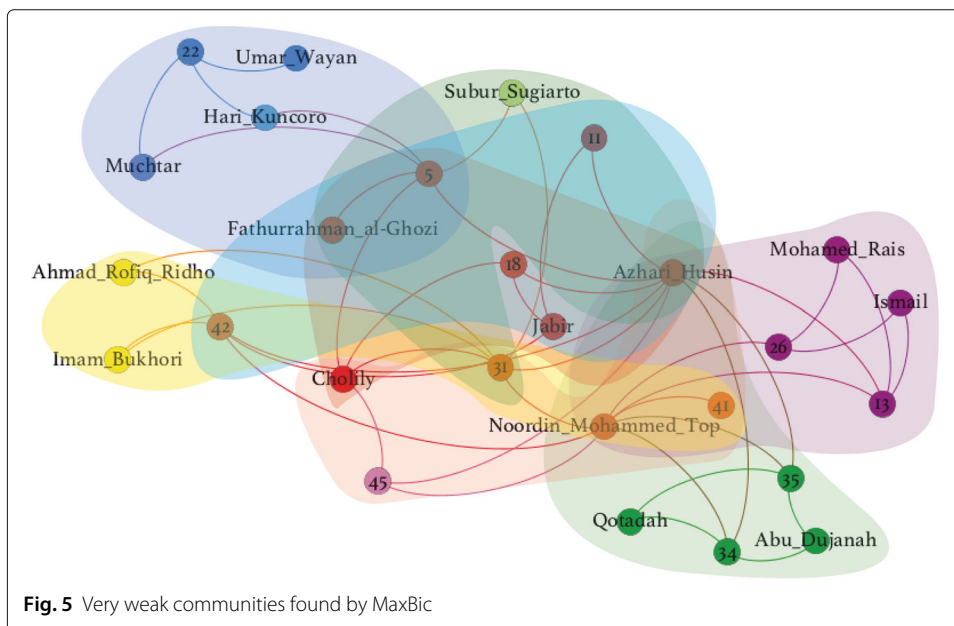 22
Umar_Wayan
Subur_Sugiarto
Hari_Kuncoro
11
Muchtar
5
Fathurrahman_al-Ghozi
Mohamed_Rais
Ahmad_Rofiq_Ridho
18
Azhari_Husin
Ismail
42
Jabir
26
Imam_Bukhori
31
Cholily
13
41
Noordin_Mohammed_Top
45
35
Qotadah
34
Abu_Dujanah
Fig. 5 Very weak communities found by MaxBic